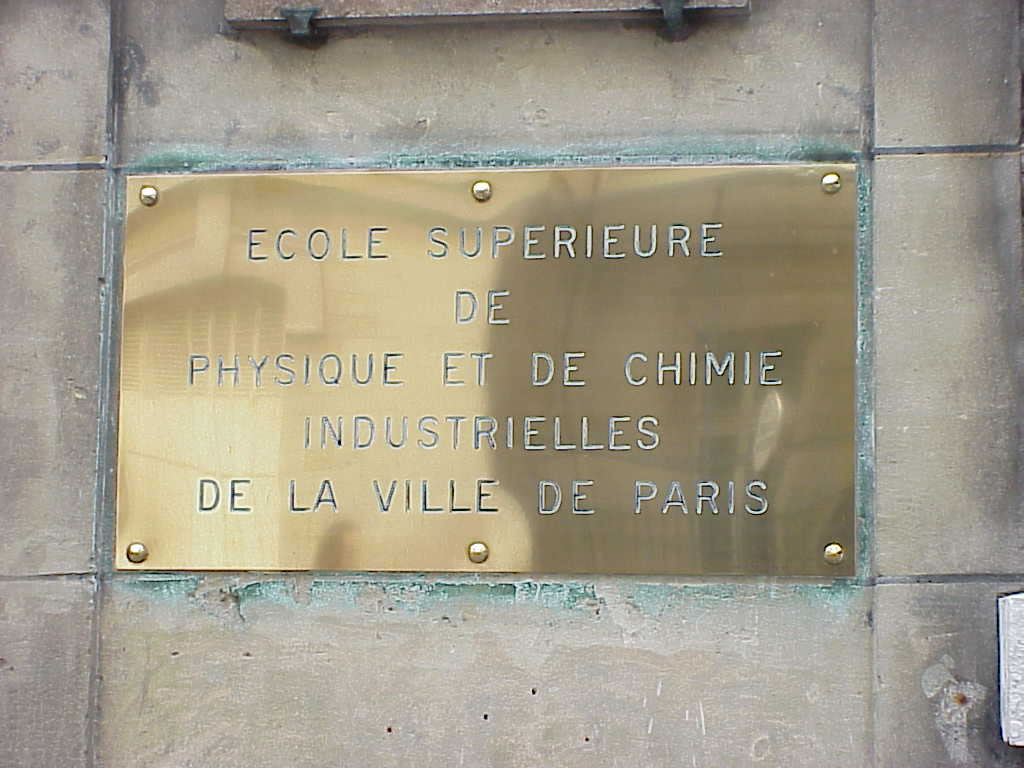 ECOLE SUPERIEURE
DE
PHYSIQUE ET DE CHIMIE
INDUSTRIELLES
DE LA VILLE DE PARIS